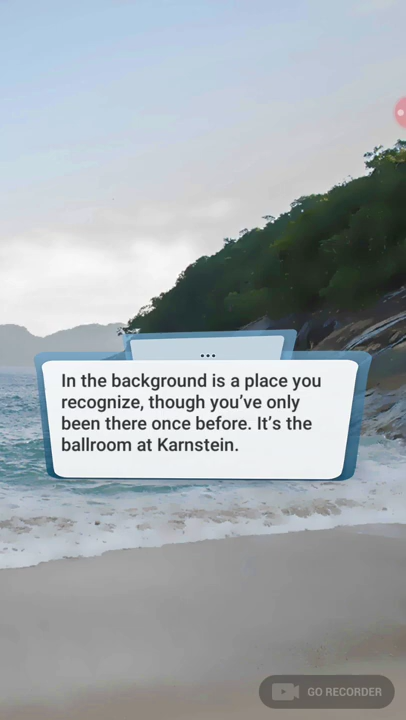 ...
In the background is a place you
recognize, though you’ve only
been there once before. It’s the
ballroom at Karnstein.
GO RECORDER